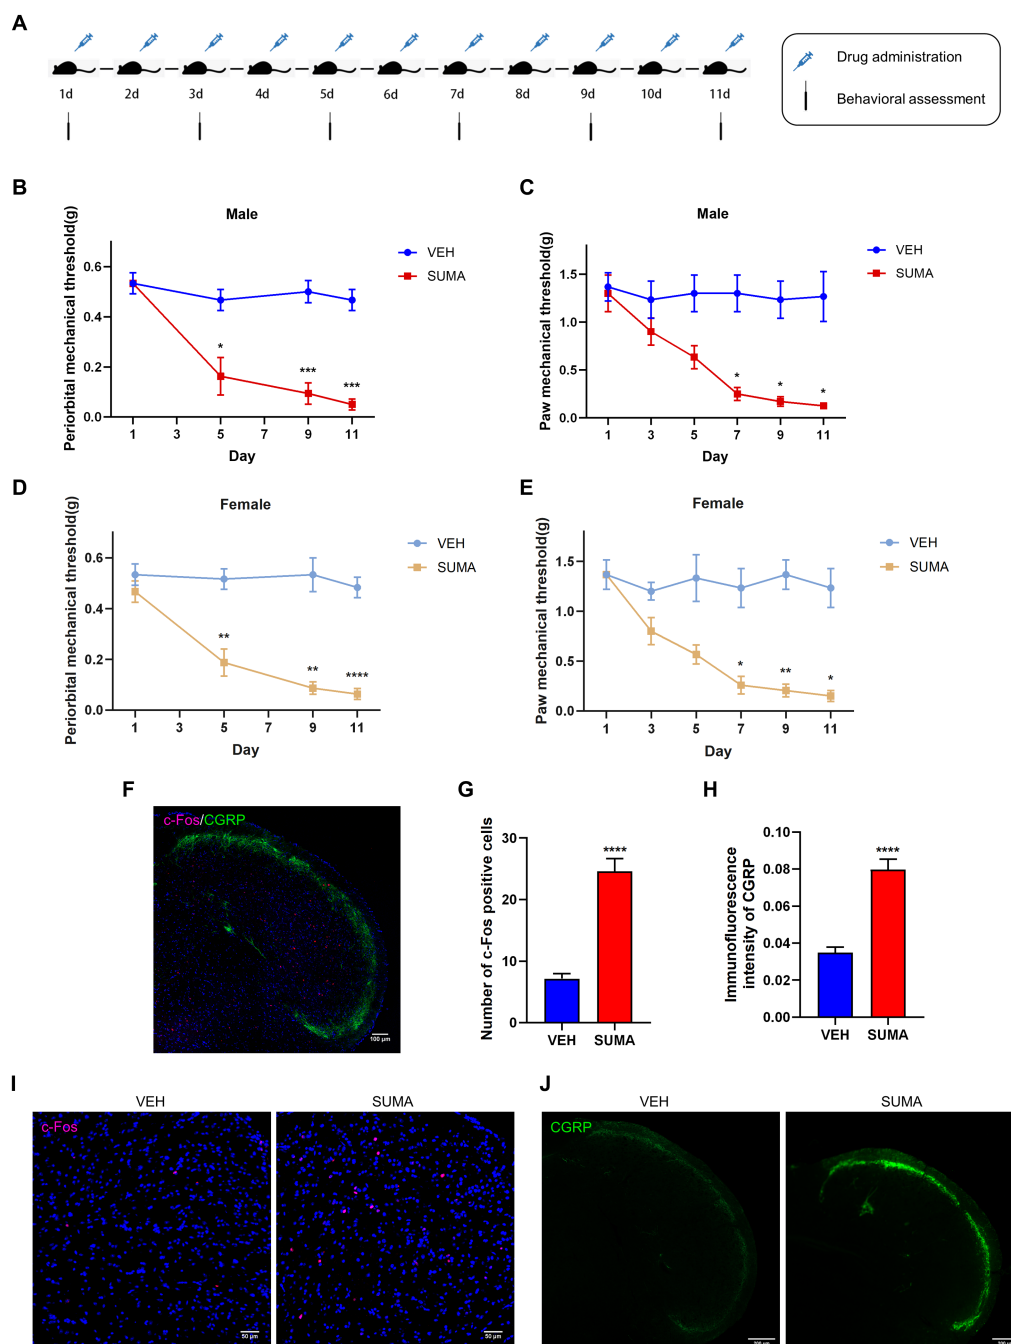 A
1d 2d 3d 4d 5d 6d 7d 8d 9d 10d 11d
Drug administration
Behavioral assessment
B
Male
Periorbital mechanical threshold(g)
0.6
0.4
0.2
0.0
1 3 5 7 9 11
Day
VEH
SUMA
*
***
***
C
Male
Paw mechanical threshold(g)
1.5
1.0
0.5
0.0
1 3 5 7 9 11
Day
VEH
SUMA
*
*
*
D
Female
Periorbital mechanical threshold(g)
0.6
0.4
0.2
0.0
1 3 5 7 9 11
Day
VEH
SUMA
**
**
****
E
Female
Paw mechanical threshold(g)
1.5
1.0
0.5
0.0
1 3 5 7 9 11
Day
VEH
SUMA
*
**
*
F
c-Fos/CGRP
100 µm
G
Number of c-Fos positive cells
30
20
10
0
****
VEH SUMA
H
Immunofluorescence
intensity of CGRP
0.10
0.08
0.06
0.04
0.02
0.00
****
VEH SUMA
I
VEH SUMA
c-Fos
50 µm
50 µm
J
VEH SUMA
CGRP